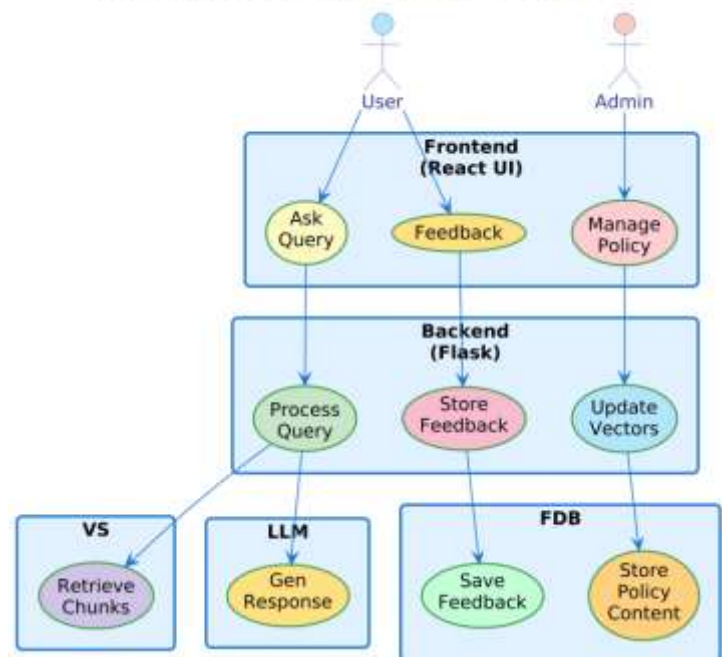 User
Admin
Frontend
(React UI)
Ask
Query
Feedback
Manage
Policy
Backend
(Flask)
Process
Query
Store
Feedback
Update
Vectors
VS
LLM
FDB
Retrieve
Chunks
Gen
Response
Save
Feedback
Store
Policy
Content